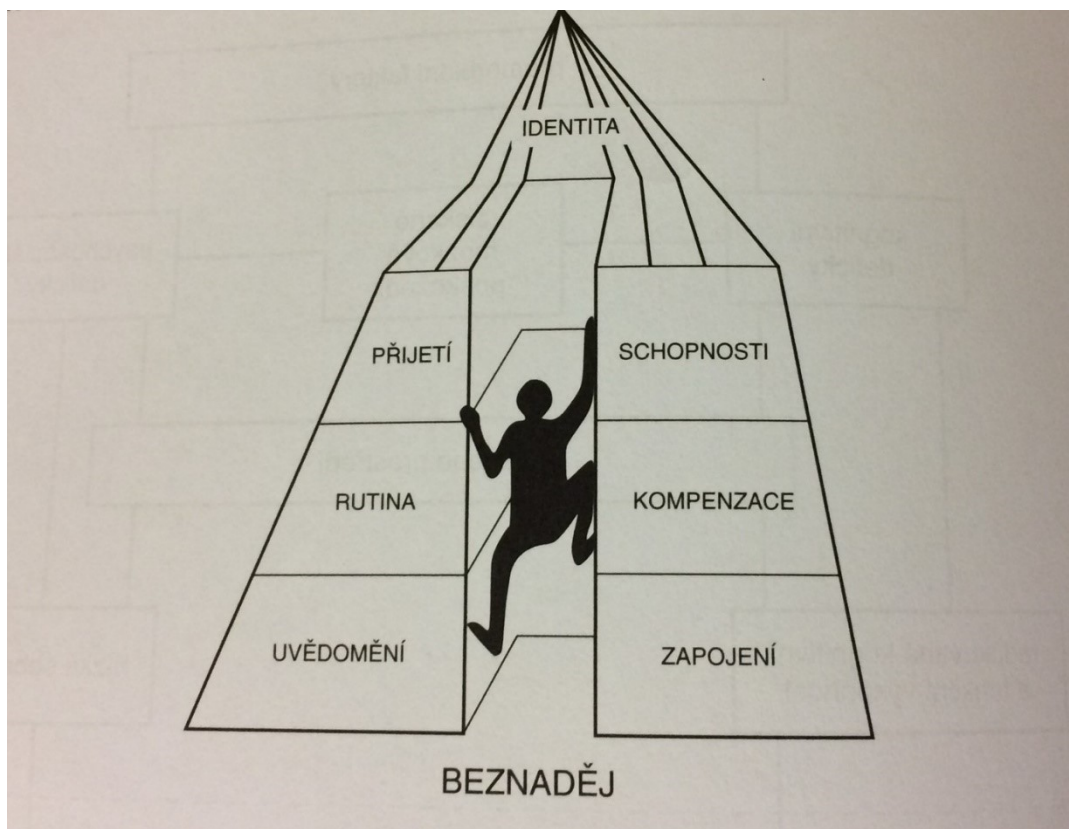 IDENTITA
PŘIJETÍ
SCHOPNOSTI
RUTINA
KOMPENZACE
UVĚDOMĚNÍ
ZAPOJENÍ
BEZNADĚJ